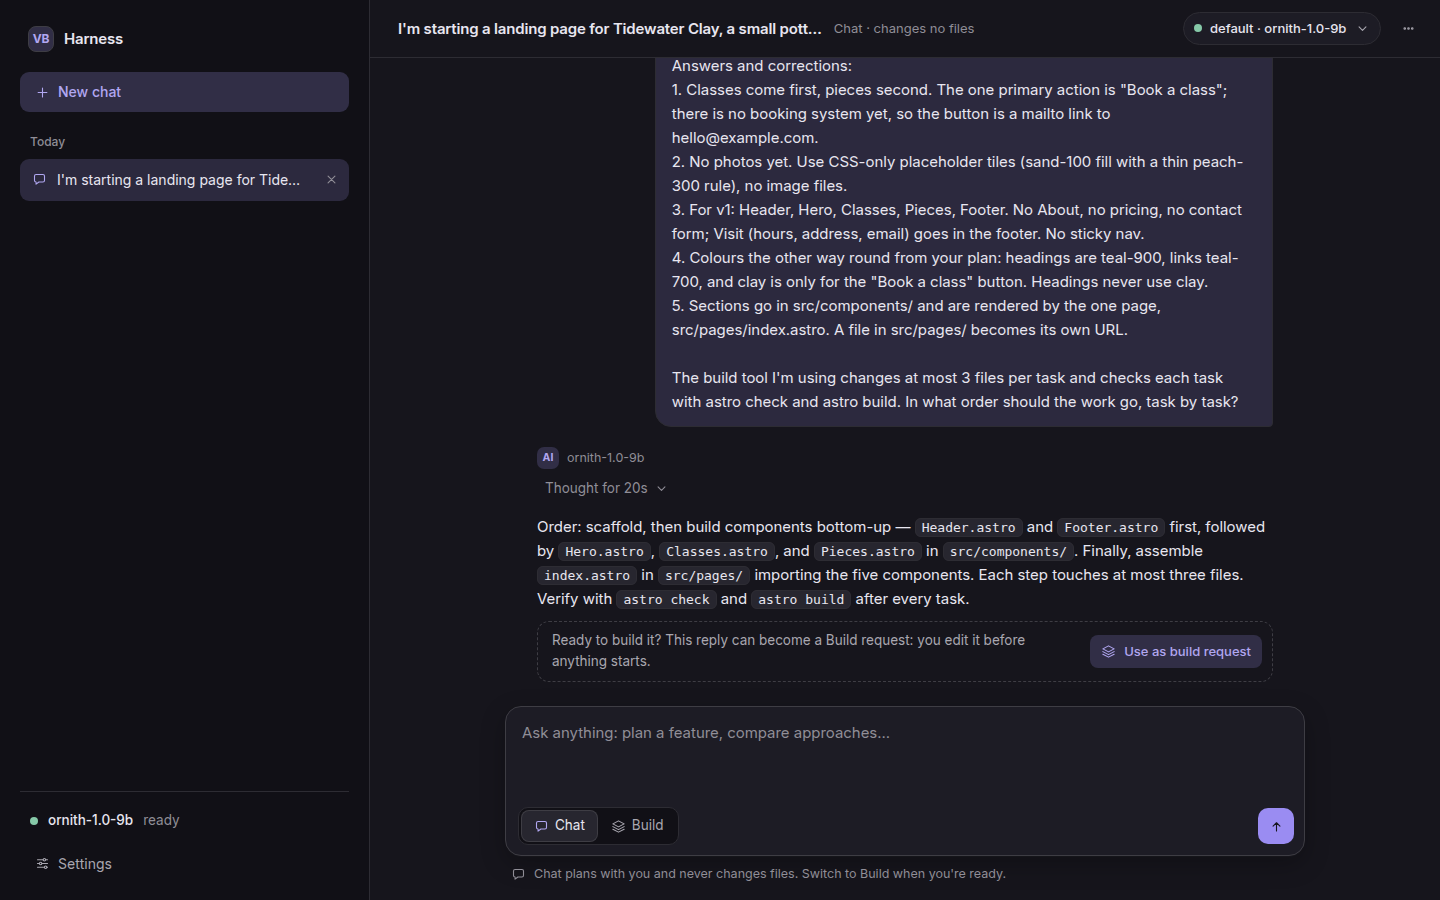 VB Harness
New chat
Today
I'm starting a landing page for Tide...
ornith-1.0-9b ready
Settings
I'm starting a landing page for Tidewater Clay, a small pott... Chat · changes no files
default · ornith-1.0-9b
Answers and corrections:
1. Classes come first, pieces second. The one primary action is "Book a class";
there is no booking system yet, so the button is a mailto link to
hello@example.com.
2. No photos yet. Use CSS-only placeholder tiles (sand-100 fill with a thin peach-
300 rule), no image files.
3. For v1: Header, Hero, Classes, Pieces, Footer. No About, no pricing, no contact
form; Visit (hours, address, email) goes in the footer. No sticky nav.
4. Colours the other way round from your plan: headings are teal-900, links teal-
700, and clay is only for the "Book a class" button. Headings never use clay.
5. Sections go in src/components/ and are rendered by the one page,
src/pages/index.astro. A file in src/pages/ becomes its own URL.
The build tool I'm using changes at most 3 files per task and checks each task
with astro check and astro build. In what order should the work go, task by task?
AI ornith-1.0-9b
Thought for 20s
Order: scaffold, then build components bottom-up — Header.astro and Footer.astro first, followed
by Hero.astro, Classes.astro, and Pieces.astro in src/components/. Finally, assemble
index.astro in src/pages/ importing the five components. Each step touches at most three files.
Verify with astro check and astro build after every task.
Ready to build it? This reply can become a Build request: you edit it before
anything starts.
Use as build request
Ask anything: plan a feature, compare approaches...
Chat Build
Chat plans with you and never changes files. Switch to Build when you're ready.